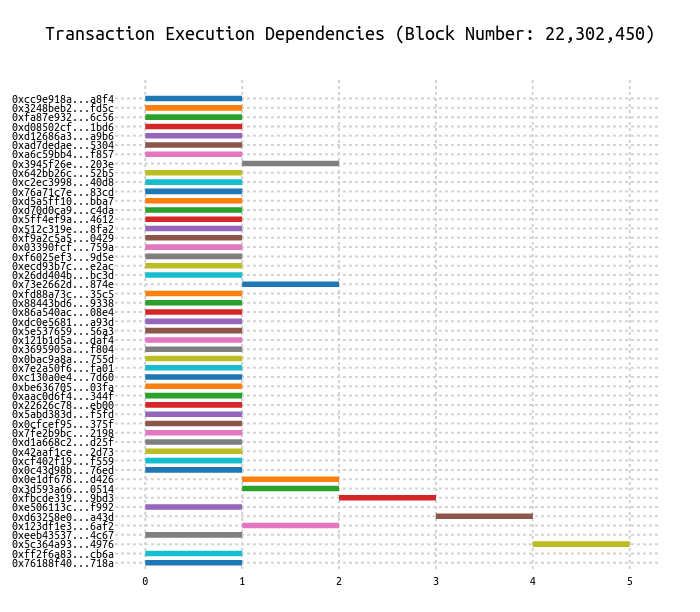 Transaction Execution Dependencies (Block Number: 22,302,450)
0xcc9e918a...a8f4
0x3248beb2...fd5c
0xfa87e932...6c56
0xd08502cf...1bd6
0xd12686a3...a9b6
0xad7dedae...5304
0xa6c59bb4...f857
0x3945f26e...203e
0x642bb26c...52b5
0xc2ec3998...40d8
0x76a71c7e...83cd
0xd5a5ff10...bba7
0xd70d0ca9...c4da
0x5ff4ef9a...4612
0x512c319e...8fa2
0xf9a2c5a5...0429
0x03390fcf...759a
0xf6025ef3...9d5e
0xecd93b7c...e2ac
0x26dd404b...bc3d
0x73e2662d...874e
0xfd88a73c...35c5
0x88443bd6...9338
0x86a540ac...08e4
0xdc0e5681...a93d
0x5e537659...56a3
0x121b1d5a...daf4
0x3695905a...f804
0x0bac9a8a...755d
0x7e2a50f6...fa01
0xc130a0e4...7d60
0xbe636705...03fa
0xaac0d6f4...344f
0x22626c78...eb00
0x5abd383d...f5fd
0x0cfcef95...375f
0x7fe2b9bc...2198
0xd1a668c2...d25f
0x42aaf1ce...2d73
0xcf402f19...f559
0x0c43d98b...76ed
0x0e1df678...d426
0x3d593a66...0514
0xfbcde319...9bd3
0xe506113c...f992
0xd63258e0...a43d
0x123df1e3...6af2
0xeeb43537...4c67
0x5c364a93...4976
0xff2f6a83...cb6a
0x76188f40...718a
0 1 2 3 4 5